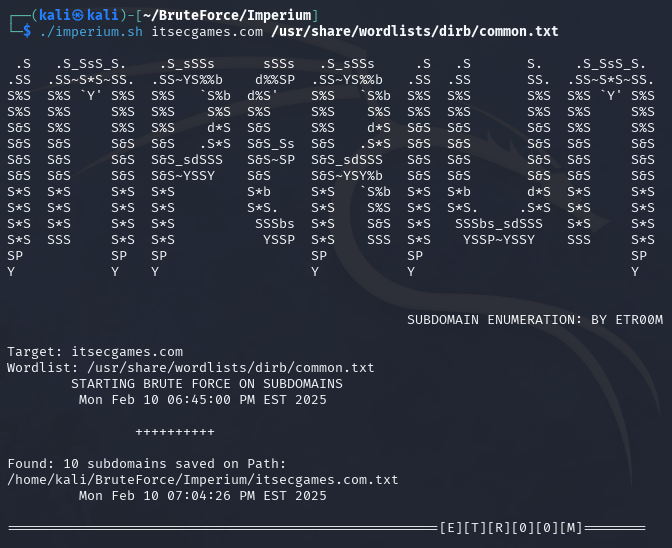 ┌──(kali㉿kali)-[~/BruteForce/Imperium]
└─$ ./imperium.sh itsecgames.com /usr/share/wordlists/dirb/common.txt
 .S   .S_SsS_S.    .S_sSSs      sSSs   .S_sSSs     .S   .S       S.    .S_SsS_S.
.SS  .SS~S*S~SS.  .SS~YS%%b    d%%SP  .SS~YS%%b   .SS  .SS       SS.  .SS~S*S~SS.
S%S  S%S `Y' S%S  S%S   `S%b  d%S'    S%S   `S%b  S%S  S%S       S%S  S%S `Y' S%S
S%S  S%S     S%S  S%S    S%S  S%S     S%S    S%S  S%S  S%S       S%S  S%S     S%S
S&S  S%S     S%S  S%S    d*S  S&S     S%S    d*S  S&S  S&S       S&S  S%S     S%S
S&S  S&S     S&S  S&S   .S*S  S&S_Ss  S&S   .S*S  S&S  S&S       S&S  S&S     S&S
S&S  S&S     S&S  S&S_sdSSS   S&S~SP  S&S_sdSSS   S&S  S&S       S&S  S&S     S&S
S&S  S&S     S&S  S&S~YSSY    S&S     S&S~YSY%b   S&S  S&S       S&S  S&S     S&S
S*S  S*S     S*S  S*S         S*b     S*S   `S%b  S*S  S*b       d*S  S*S     S*S
S*S  S*S     S*S  S*S         S*S.    S*S    S%S  S*S  S*S.     .S*S  S*S     S*S
S*S  S*S     S*S  S*S          SSSbs  S*S    S&S  S*S   SSSbs_sdSSS   S*S     S*S
S*S  SSS     S*S  S*S           YSSP  S*S    SSS  S*S    YSSP~YSSY    SSS     S*S
SP           SP   SP                  SP          SP                          SP
Y            Y    Y                   Y           Y                           Y
SUBDOMAIN ENUMERATION: BY ETR00M
Target: itsecgames.com
Wordlist: /usr/share/wordlists/dirb/common.txt
STARTING BRUTE FORCE ON SUBDOMAINS
Mon Feb 10 06:45:00 PM EST 2025
++++++++++
Found: 10 subdomains saved on Path:
/home/kali/BruteForce/Imperium/itsecgames.com.txt
Mon Feb 10 07:04:26 PM EST 2025
══════════════════════════════════════════════════════[E][T][R][0][0][M]════════